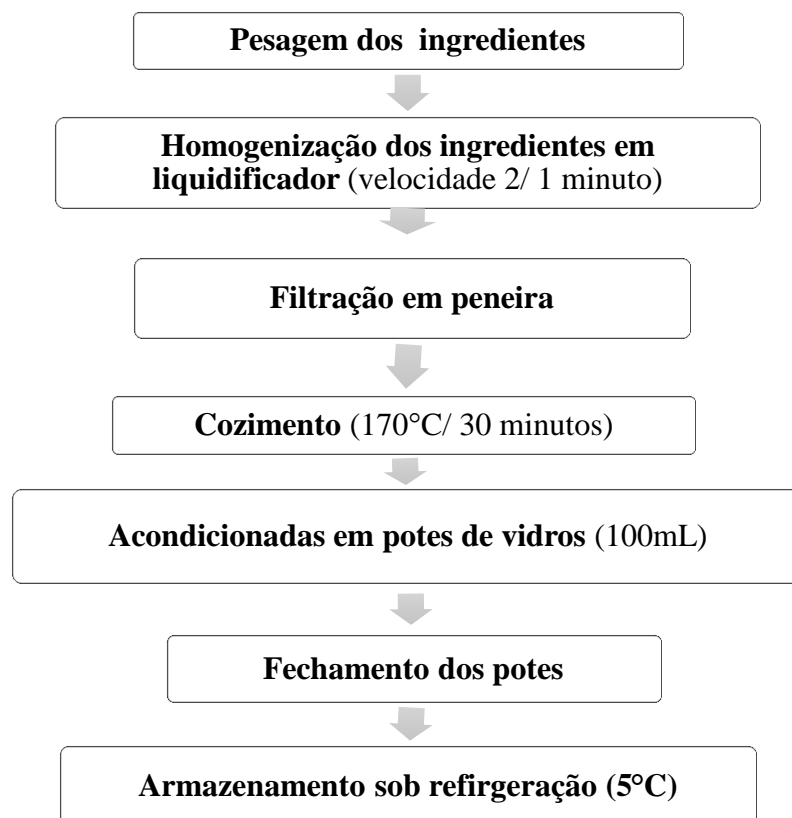 Pesagem dos ingredientes
Homogenização dos ingredientes em
liquidificador (velocidade 2/ 1 minuto)
Filtração em peneira
Cozimento (170°C/ 30 minutos)
Acondicionadas em potes de vidros (100mL)
Fechamento dos potes
Armazenamento sob refirgeração (5°C)